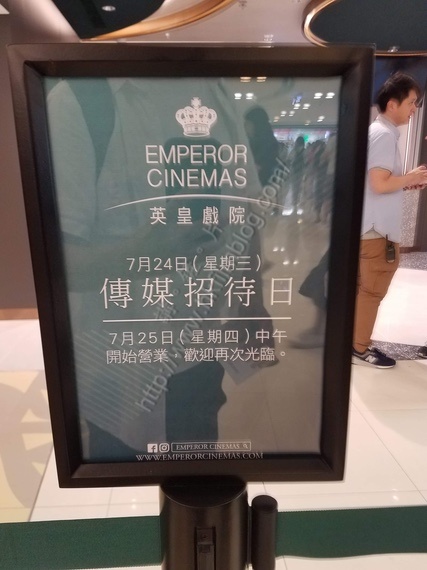 EMPEROR
CINEMAS
英皇戲院
7月24日(星期三)
傳媒招待日
7月25日(星期四)中午
開始營業，歡迎再次光臨。
EMPEROR CINEMAS
WWW.EMPERORCINEMAS.COM